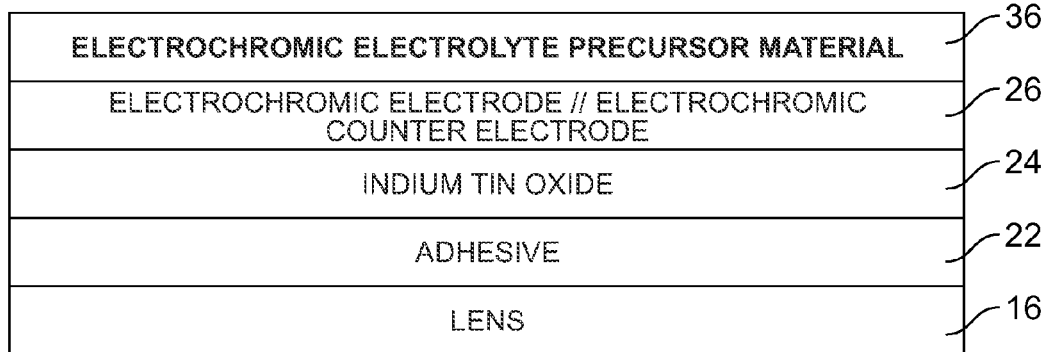 ELECTROCHROMIC ELECTROLYTE PRECURSOR MATERIAL 36
ELECTROCHROMIC ELECTRODE // ELECTROCHROMIC
COUNTER ELECTRODE 26
INDIUM TIN OXIDE 24
ADHESIVE 22
LENS 16